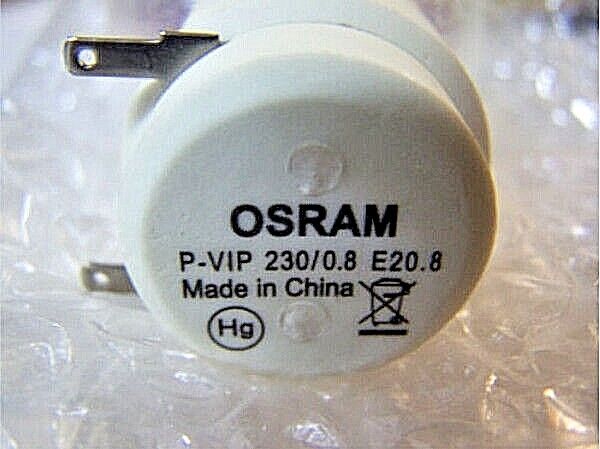 OSRAM
P-VIP 230/0.8 E20.8
Made in China
Hg